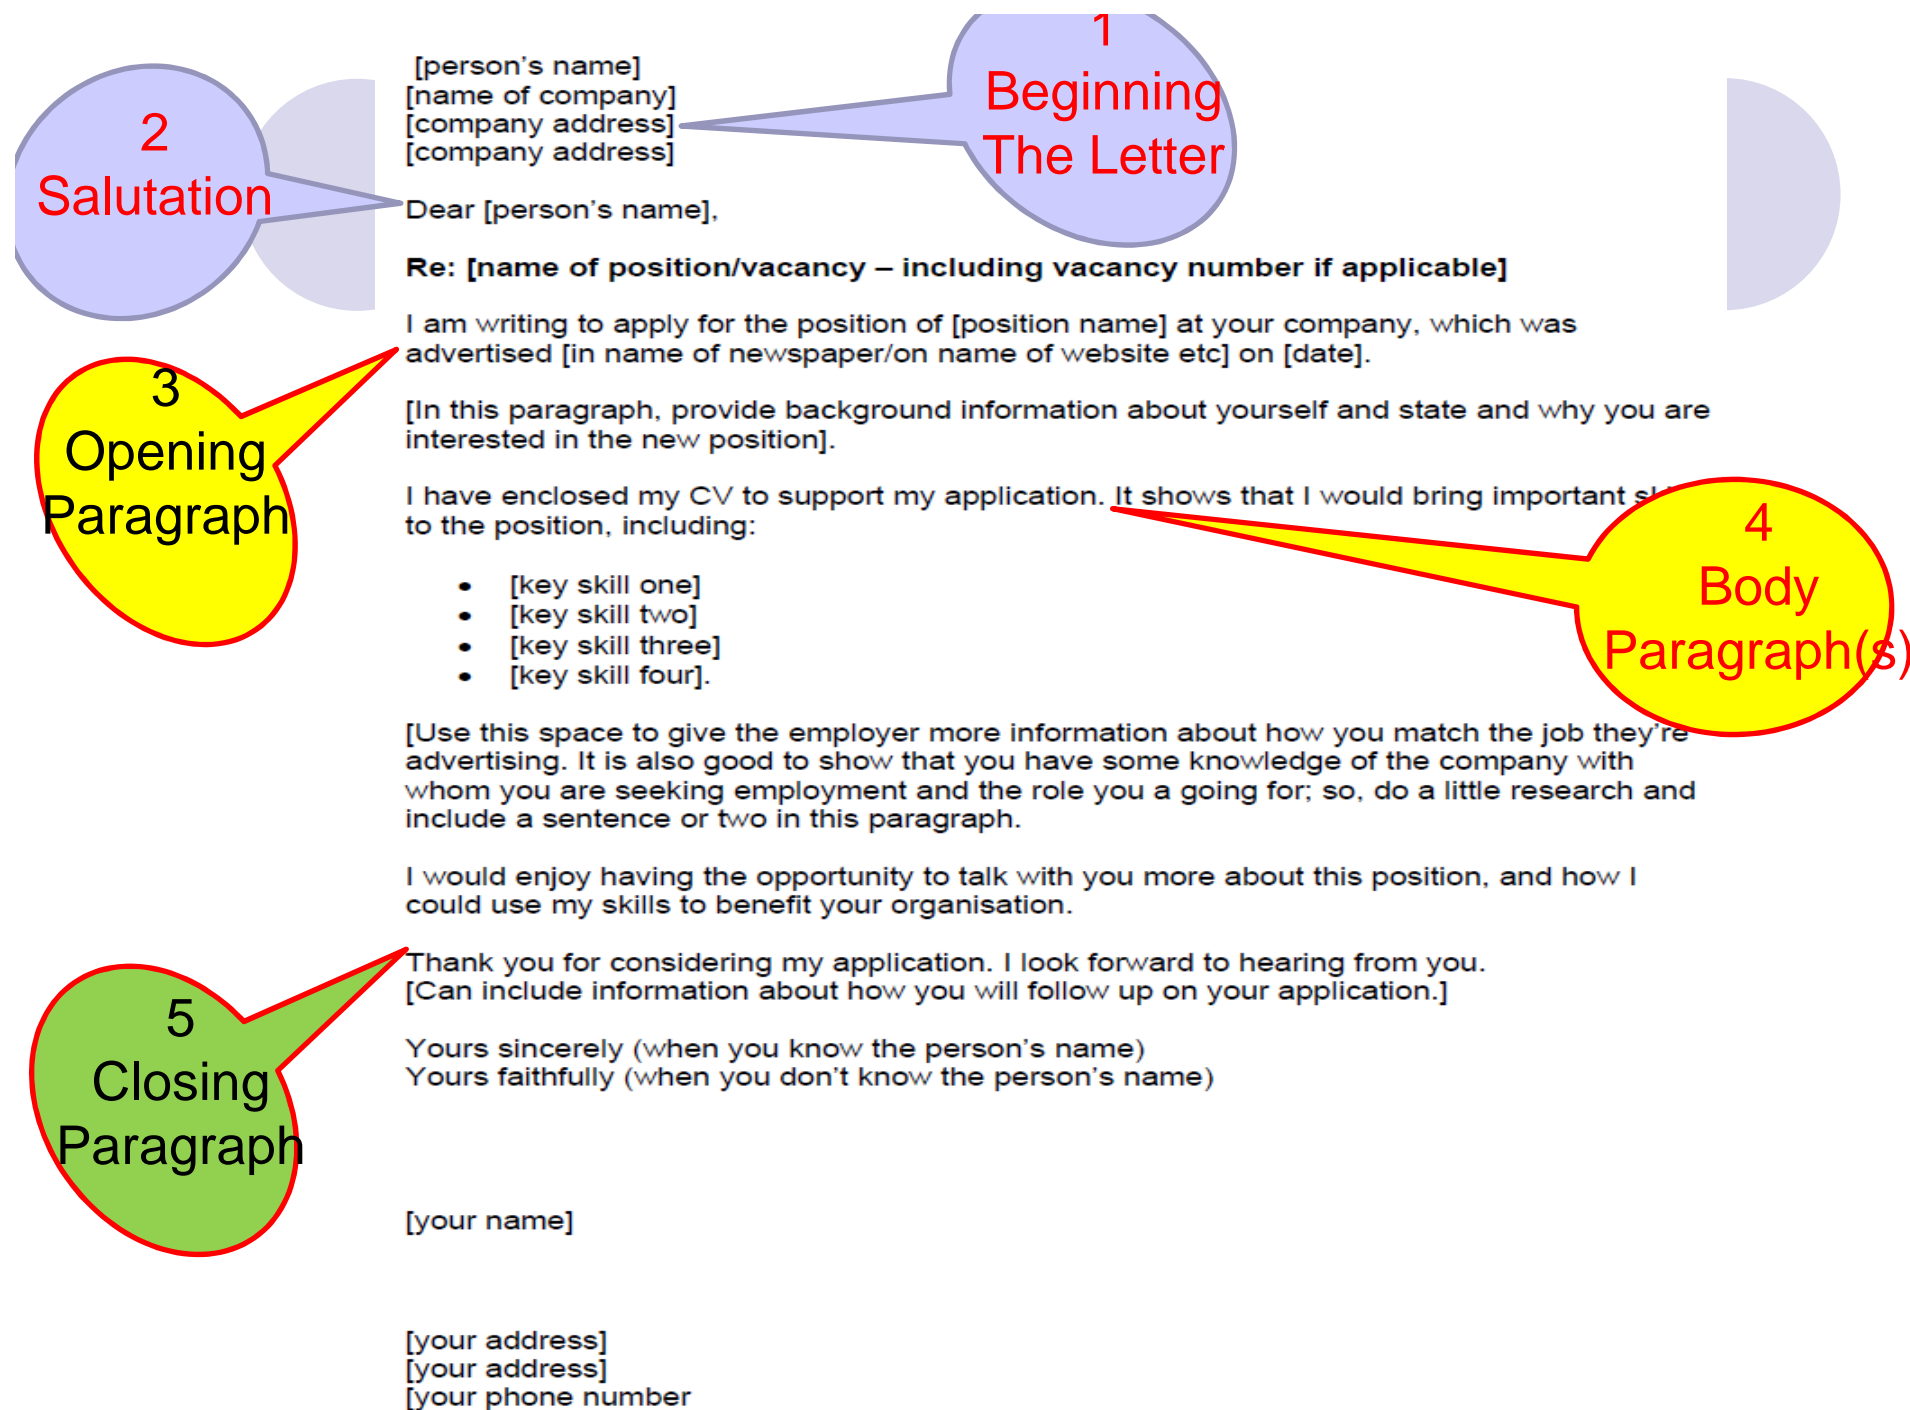 1
Beginning
The Letter
[person's name]
[name of company]
[company address]
[company address]
2
Salutation
Dear [person's name],
Re: [name of position/vacancy – including vacancy number if applicable]
3
Opening
Paragraph
I am writing to apply for the position of [position name] at your company, which was
advertised [in name of newspaper/on name of website etc] on [date].
[In this paragraph, provide background information about yourself and state and why you are
interested in the new position].
I have enclosed my CV to support my application. It shows that I would bring important
to the position, including:
4
Body
Paragraph(s)
• [key skill one]
• [key skill two]
• [key skill three]
• [key skill four].
[Use this space to give the employer more information about how you match the job they're
advertising. It is also good to show that you have some knowledge of the company with
whom you are seeking employment and the role you a going for; so, do a little research and
include a sentence or two in this paragraph.
I would enjoy having the opportunity to talk with you more about this position, and how I
could use my skills to benefit your organisation.
5
Closing
Paragraph
Thank you for considering my application. I look forward to hearing from you.
[Can include information about how you will follow up on your application.]
Yours sincerely (when you know the person's name)
Yours faithfully (when you don't know the person's name)
[your name]
[your address]
[your address]
[your phone number